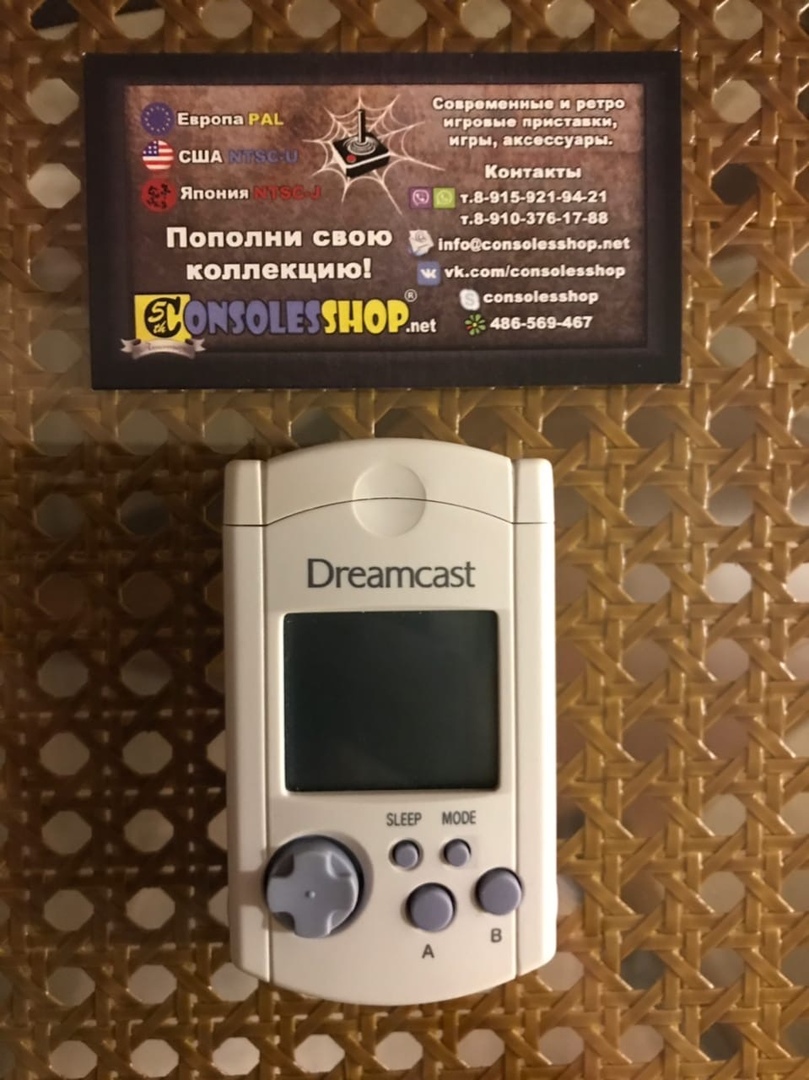 Европа PAL
США NTSC-U
Япония NTSC-J
Пополни свою
коллекцию!
5th CONSOLESSHOP.net
®
Современные и ретро
игровые приставки,
игры, аксессуары.
Контакты
т.8-915-921-94-21
т.8-910-376-17-88
info@consolesshop.net
vk.com/consolesshop
consolesshop
486-569-467
Dreamcast
SLEEP MODE
A
B